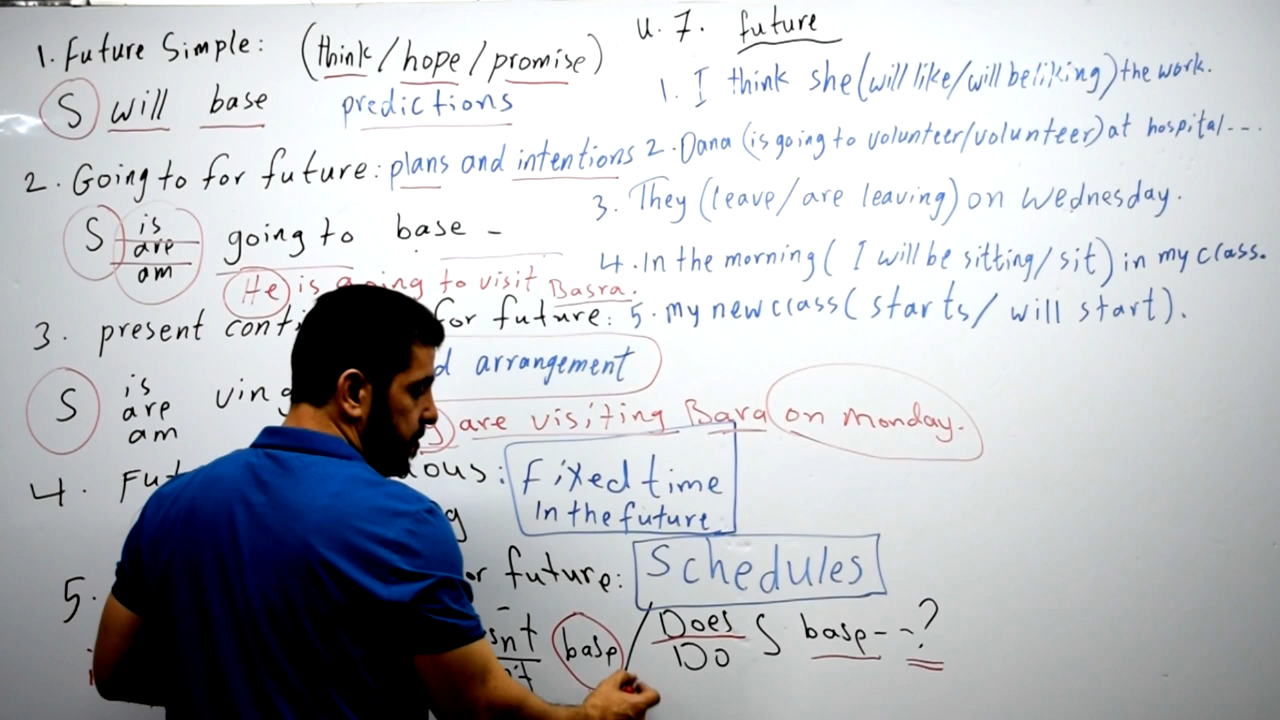 1. Future Simple: (think/hope/promise)
S will base predictions
2. Going to for future: plans and intentions
S is
are
am
going to base -
He is going to visit Basra.
3. present for future:
arrangement
S is
are
am
are visiting Bara on Monday.
4. Fixed time
In the future
5. for future: Schedules
base / Does
Do
S base - - ?
U. 7. future
1. I think she (will like/will be liking) the work.
2. Dana (is going to volunteer/volunteer) at hospital - - .
3. They (leave/are leaving) on Wednesday.
4. In the morning ( I will be sitting/sit) in my class.
5. my new class ( starts/ will start).